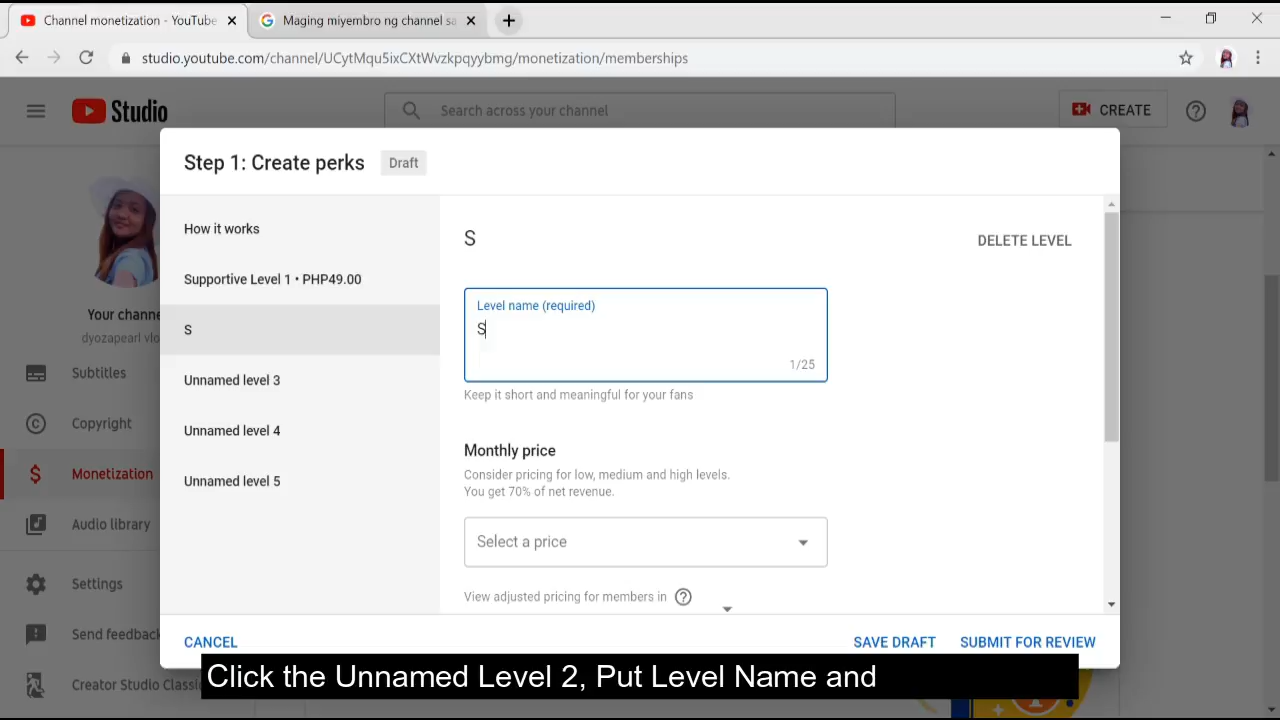 Channel monetization - YouTube
Maging miyembro ng channel sa
studio.youtube.com/channel/UCytMqu5ixCXtWvzkpqyybmg/monetization/memberships
Studio
Search across your channel
CREATE
Step 1: Create perks
Draft
How it works
Supportive Level 1 • PHP49.00
S
Unnamed level 3
Unnamed level 4
Unnamed level 5
S
DELETE LEVEL
Level name (required)
S
1/25
Keep it short and meaningful for your fans
Monthly price
Consider pricing for low, medium and high levels.
You get 70% of net revenue.
Select a price
View adjusted pricing for members in
CANCEL
SAVE DRAFT
SUBMIT FOR REVIEW
Your channe
dyozapearl vlo
Subtitles
Copyright
Monetization
Audio library
Settings
Send feedback
Creator Studio Classic
Click the Unnamed Level 2, Put Level Name and